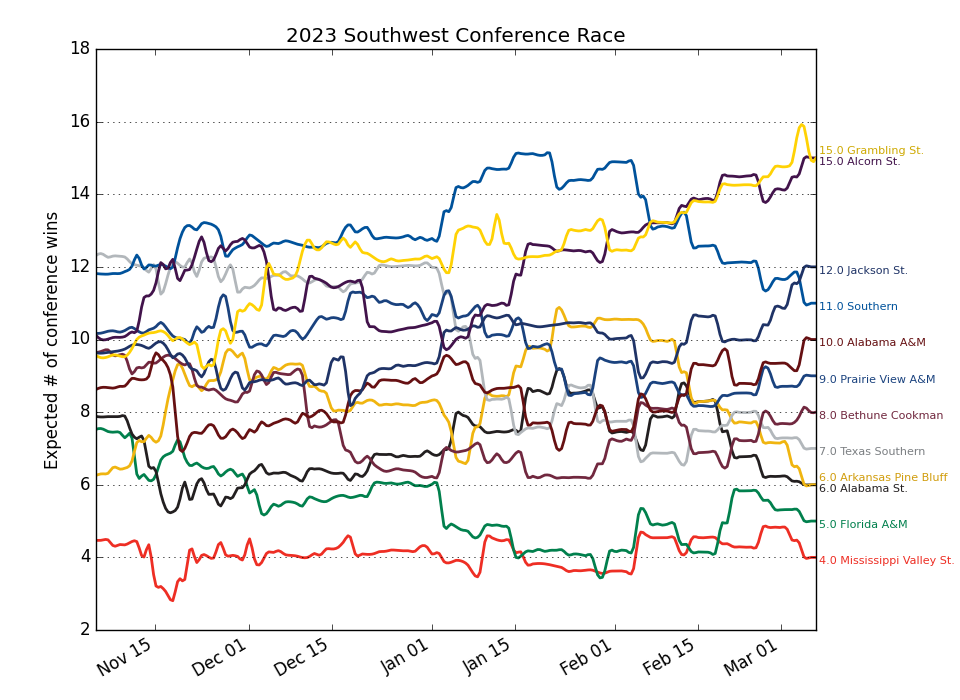 2023 Southwest Conference Race
Expected # of conference wins
18
16
14
12
10
8
6
4
2
15.0 Grambling St.
15.0 Alcorn St.
12.0 Jackson St.
11.0 Southern
10.0 Alabama A&M
9.0 Prairie View A&M
8.0 Bethune Cookman
7.0 Texas Southern
6.0 Arkansas Pine Bluff
6.0 Alabama St.
5.0 Florida A&M
4.0 Mississippi Valley St.
Nov 15
Dec 01
Dec 15
Jan 01
Jan 15
Feb 01
Feb 15
Mar 01